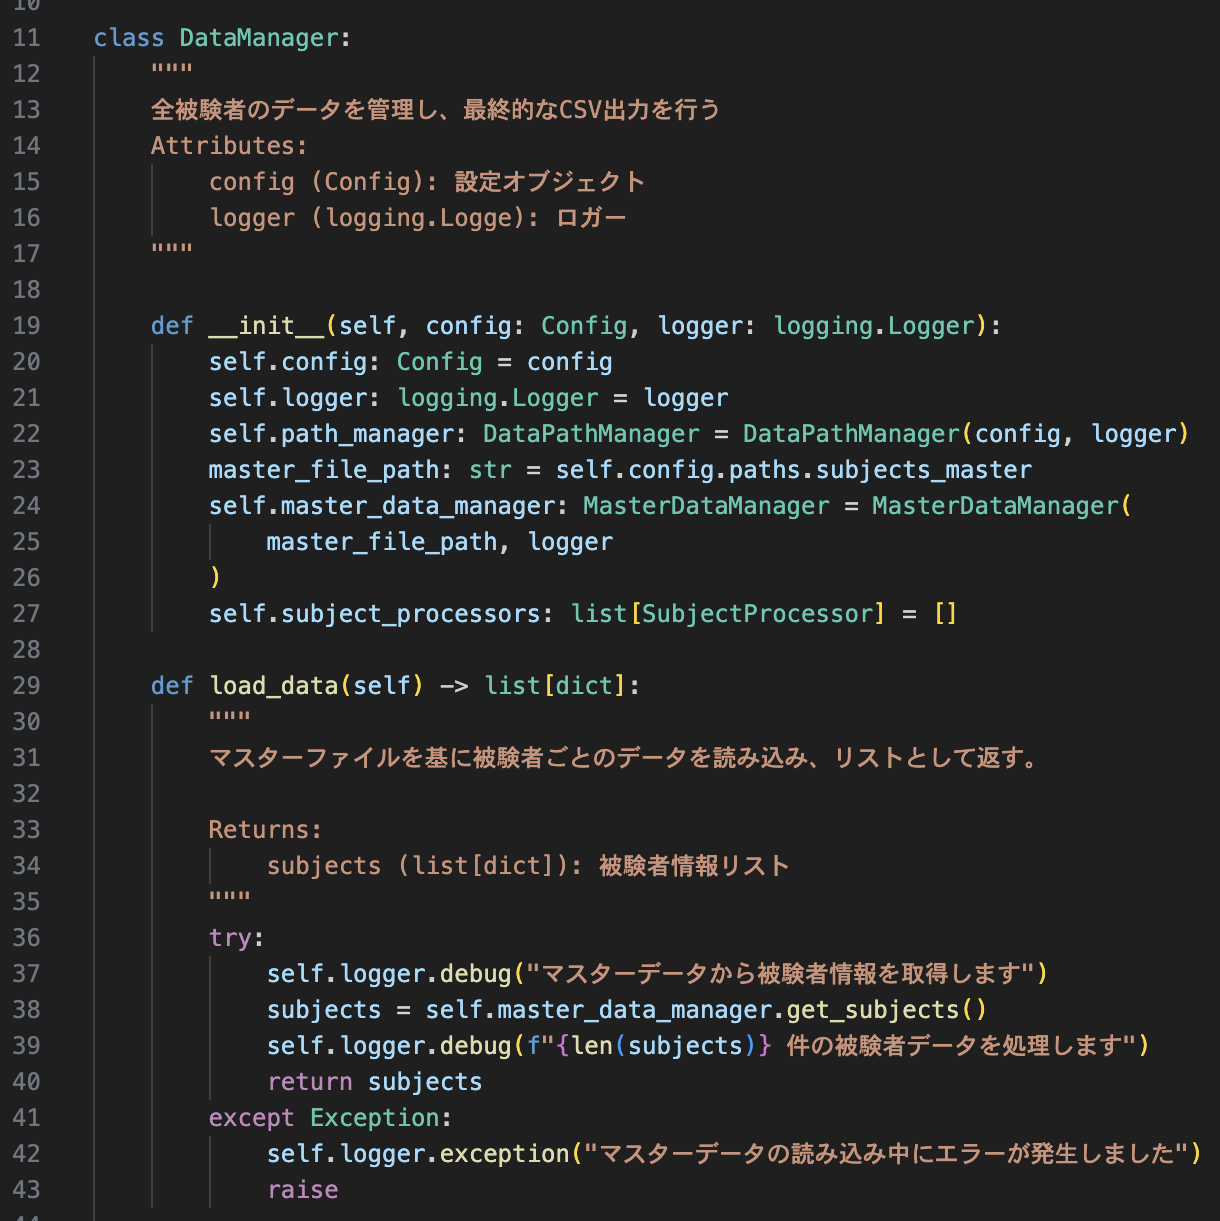 11 class DataManager:
12 """
13 全被験者のデータを管理し、最終的なCSV出力を行う
14 Attributes:
15 config (Config): 設定オブジェクト
16 logger (logging.Logge): ロガー
17 """
18
19 def __init__(self, config: Config, logger: logging.Logger):
20 self.config: Config = config
21 self.logger: logging.Logger = logger
22 self.path_manager: DataPathManager = DataPathManager(config, logger)
23 master_file_path: str = self.config.paths.subjects_master
24 self.master_data_manager: MasterDataManager = MasterDataManager(
25 master_file_path, logger
26 )
27 self.subject_processors: list[SubjectProcessor] = []
28
29 def load_data(self) -> list[dict]:
30 """
31 マスターファイルを基に被験者ごとのデータを読み込み、リストとして返す。
32
33 Returns:
34 subjects (list[dict]): 被験者情報リスト
35 """
36 try:
37 self.logger.debug("マスターデータから被験者情報を取得します")
38 subjects = self.master_data_manager.get_subjects()
39 self.logger.debug(f"{len(subjects)} 件の被験者データを処理します")
40 return subjects
41 except Exception:
42 self.logger.exception("マスターデータの読み込み中にエラーが発生しました")
43 raise